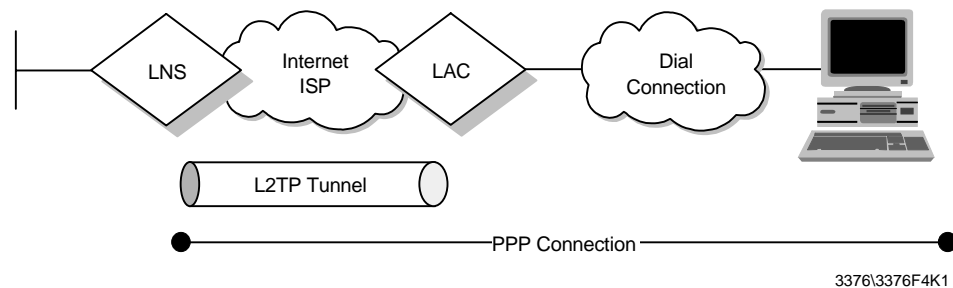 LNS
Internet
ISP
LAC
Dial
Connection
L2TP Tunnel
PPP Connection
3376\3376F4K1